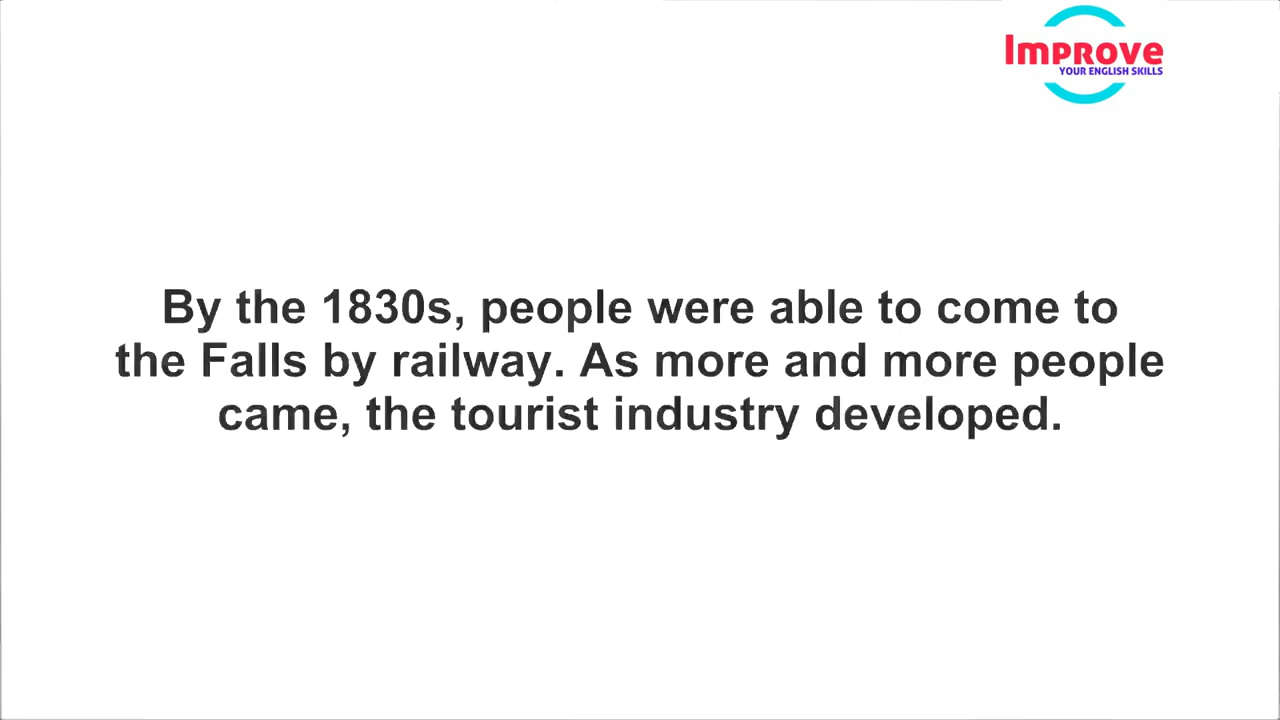 Improve
YOUR ENGLISH SKILLS
By the 1830s, people were able to come to
the Falls by railway. As more and more people
came, the tourist industry developed.